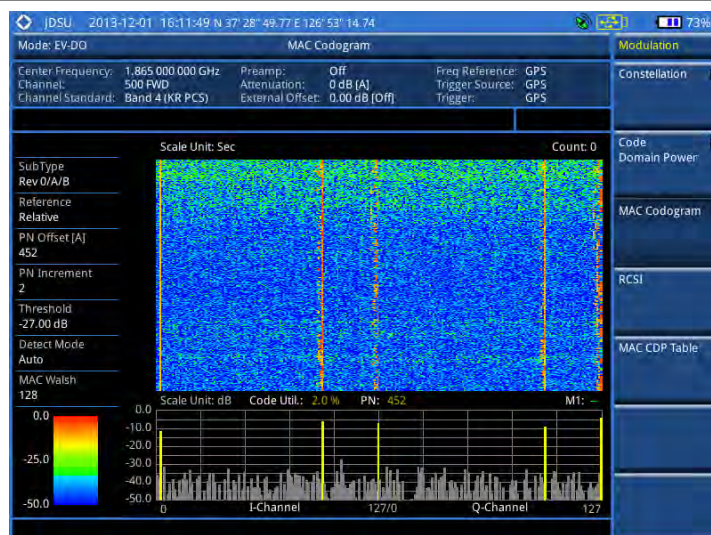 JDSU 2013-12-01 16:11:49 N 37° 28" 49.77 E 126° 53" 14.74 73%
Mode: EV-DO MAC Codogram Modulation
Center Frequency: 1.865 000 000 GHz Preamp: Off Freq Reference: GPS
Channel: 500 FWD Attenuation: 0 dB [A] Trigger Source: GPS
Channel Standard: Band 4 (KR PCS) External Offset: 0.00 dB [Off] Trigger: GPS
Constellation
Code
Domain Power
MAC Codogram
RCSI
MAC CDP Table
Scale Unit: Sec Count: 0
SubType
Rev 0/A/B
Reference
Relative
PN Offset [A]
452
PN Increment
2
Threshold
-27.00 dB
Detect Mode
Auto
MAC Walsh
128
0.0
-25.0
-50.0
Scale Unit: dB Code Util.: 2.0 % PN: 452 M1: --
0.0
-10.0
-20.0
-30.0
-40.0
-50.0
0 I-Channel 127/0 Q-Channel 127